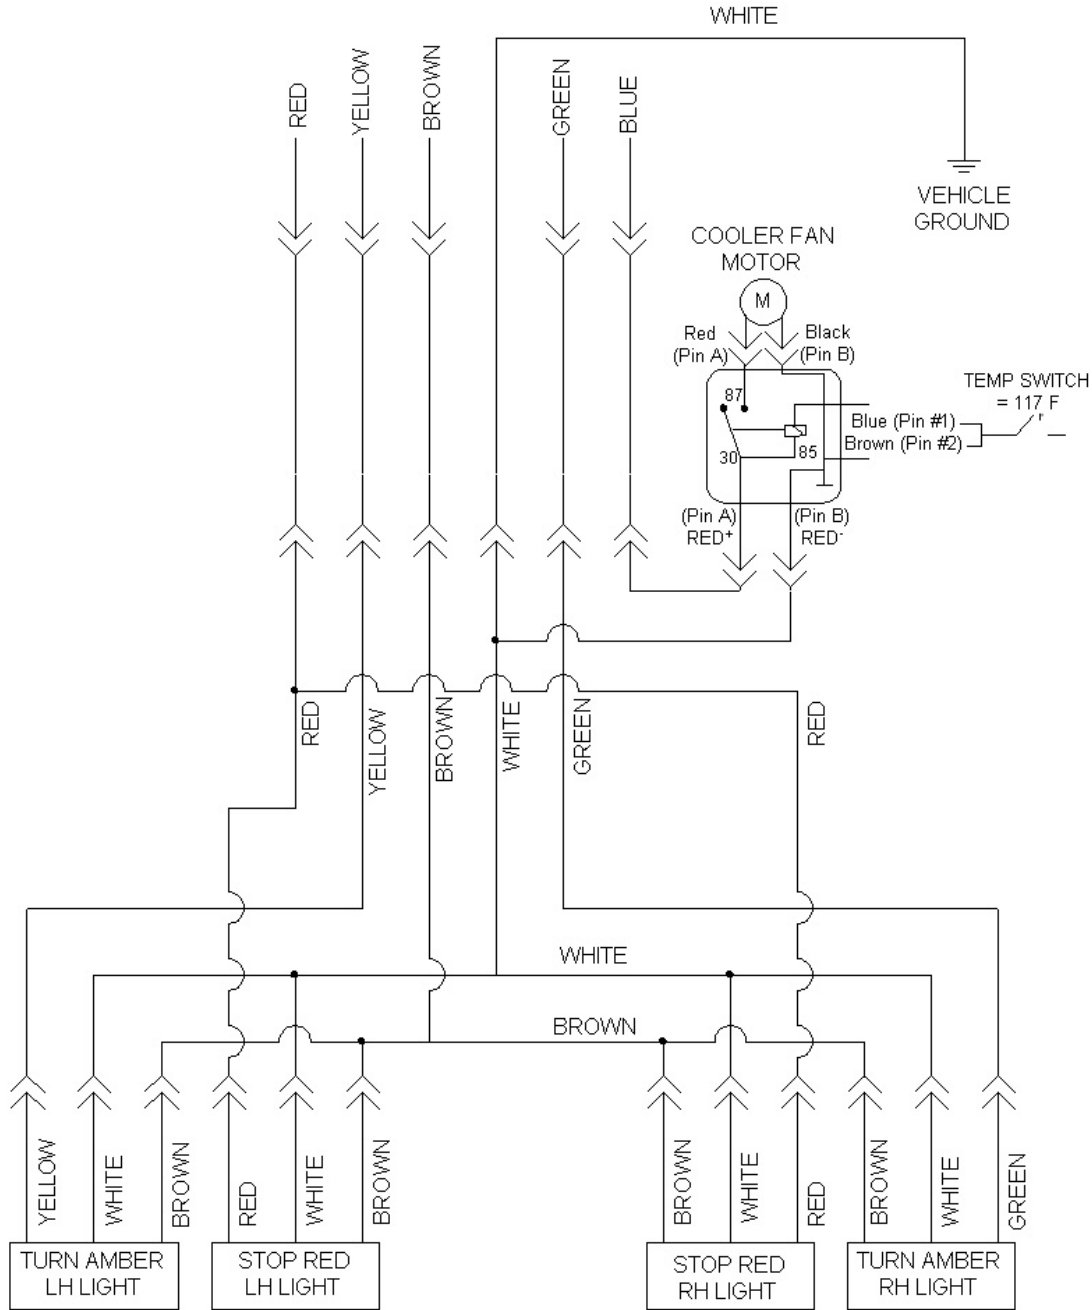 WHITE
RED
YELLOW
BROWN
GREEN
BLUE
VEHICLE
GROUND
COOLER FAN
MOTOR
M
Red
(Pin A)
Black
(Pin B)
87
30
85
TEMP SWITCH
= 117 F
Blue (Pin #1)
Brown (Pin #2)
(Pin A)
RED+
(Pin B)
RED-
RED
YELLOW
BROWN
WHITE
GREEN
RED
WHITE
BROWN
YELLOW
WHITE
BROWN
RED
WHITE
BROWN
BROWN
WHITE
RED
BROWN
WHITE
GREEN
TURN AMBER
LH LIGHT
STOP RED
LH LIGHT
STOP RED
RH LIGHT
TURN AMBER
RH LIGHT